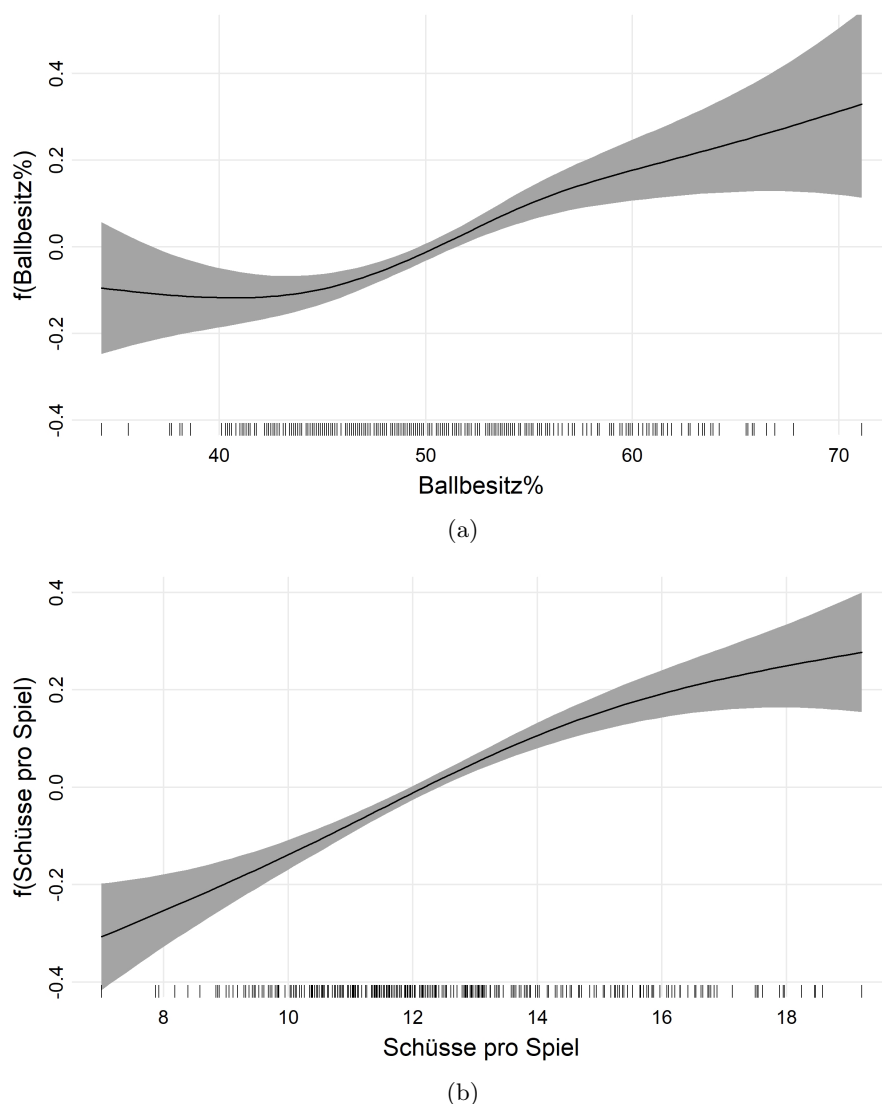 0.4
0.2
0.0
-0.2
-0.4
f(Ballbesitz%)
40 50 60 70
Ballbesitz%
(a)
0.4
0.2
0.0
-0.2
-0.4
f(Schüsse pro Spiel)
8 10 12 14 16 18
Schüsse pro Spiel
(b)